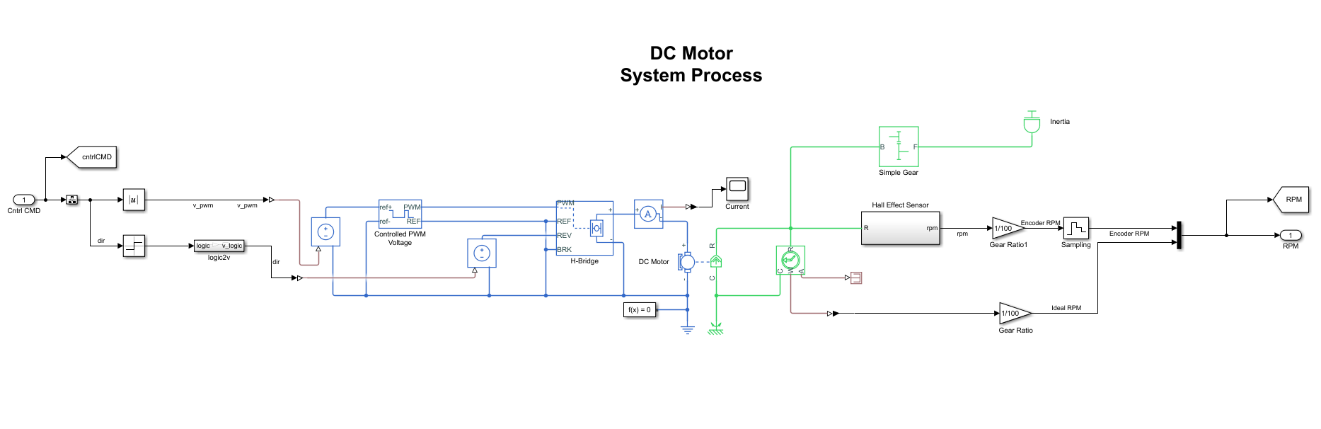 DC Motor
System Process
cntrlCMD
1
Cntrl CMD
|u|
v_pwm
v_pwm
dir
logic
v_logic
logic2v
dir
ref+
PWM
ref-
REF
Controlled PWM
Voltage
PWM
REF
REV
BRK
+
-
H-Bridge
+
A
I
-
Current
DC Motor
+
-
f(x) = 0
R
C
B
F
Simple Gear
Inertia
Hall Effect Sensor
R
rpm
rpm
1/100
Gear Ratio1
Encoder RPM
Sampling
Encoder RPM
R
C
W
A
1/100
Gear Ratio
Ideal RPM
RPM
1
RPM